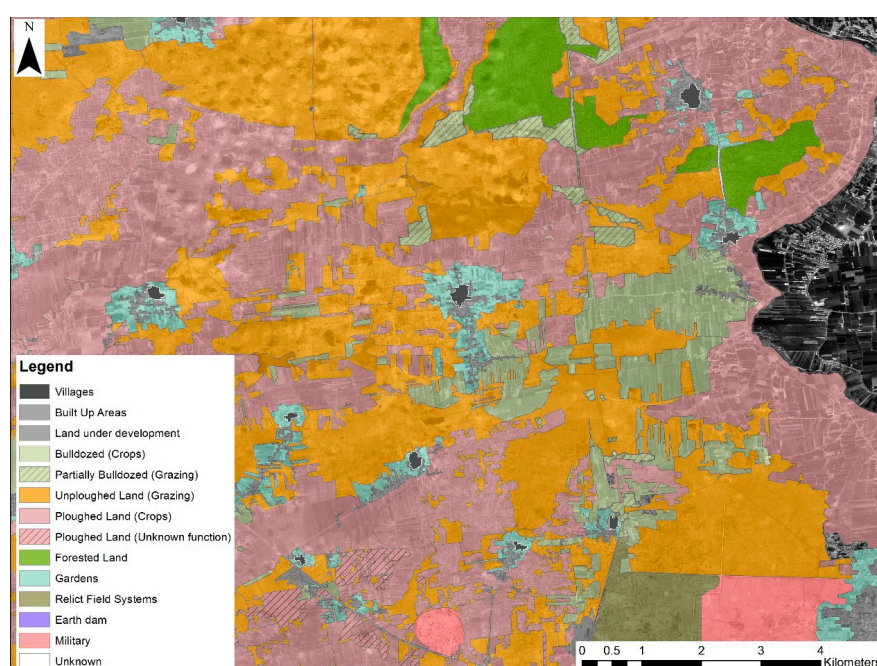 N
Legend
Villages
Built Up Areas
Land under development
Bulldozed (Crops)
Partially Bulldozed (Grazing)
Unploughed Land (Grazing)
Ploughed Land (Crops)
Ploughed Land (Unknown function)
Forested Land
Gardens
Relict Field Systems
Earth dam
Military
Unknown
0 0.5 1 2 3 4
Kilometers